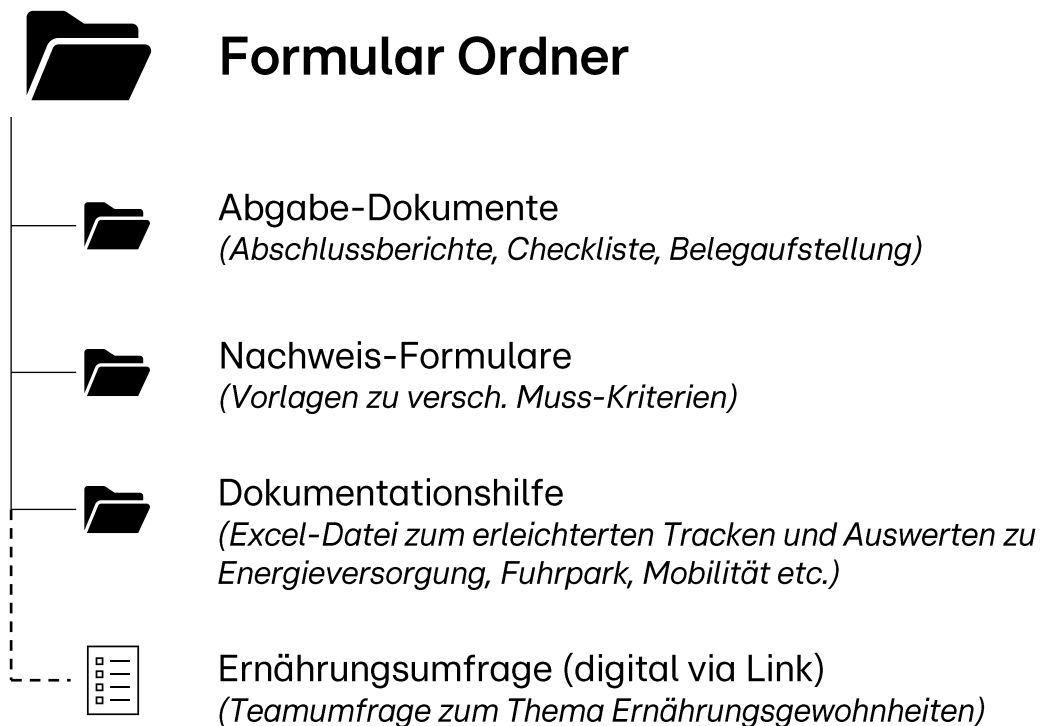 Formular Ordner
Abgabe-Dokumente
(Abschlussberichte, Checkliste, Belegaufstellung)
Nachweis-Formulare
(Vorlagen zu versch. Muss-Kriterien)
Dokumentationshilfe
(Excel-Datei zum erleichterten Tracken und Auswerten zu
Energieversorgung, Fuhrpark, Mobilität etc.)
Ernährungsumfrage (digital via Link)
(Teamumfrage zum Thema Ernährungsgewohnheiten)